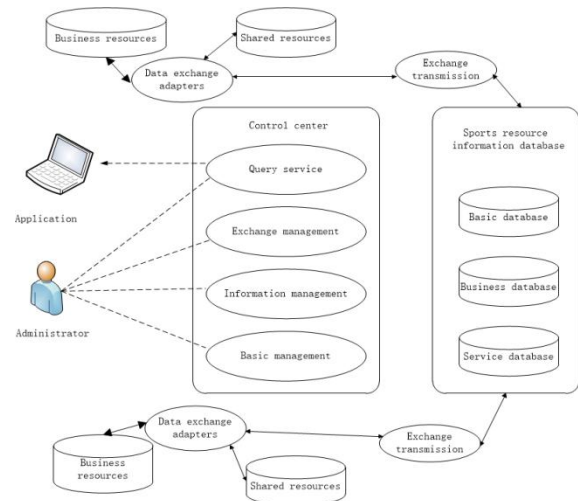 Business resources
Shared resources
Data exchange
adapters
Exchange
transmission
Control center
Sports resource
information database
Query service
Application
Basic database
Exchange management
Business database
Information management
Administrator
Basic management
Service database
Data exchange
adapters
Exchange
transmission
Business
resources
Shared resources